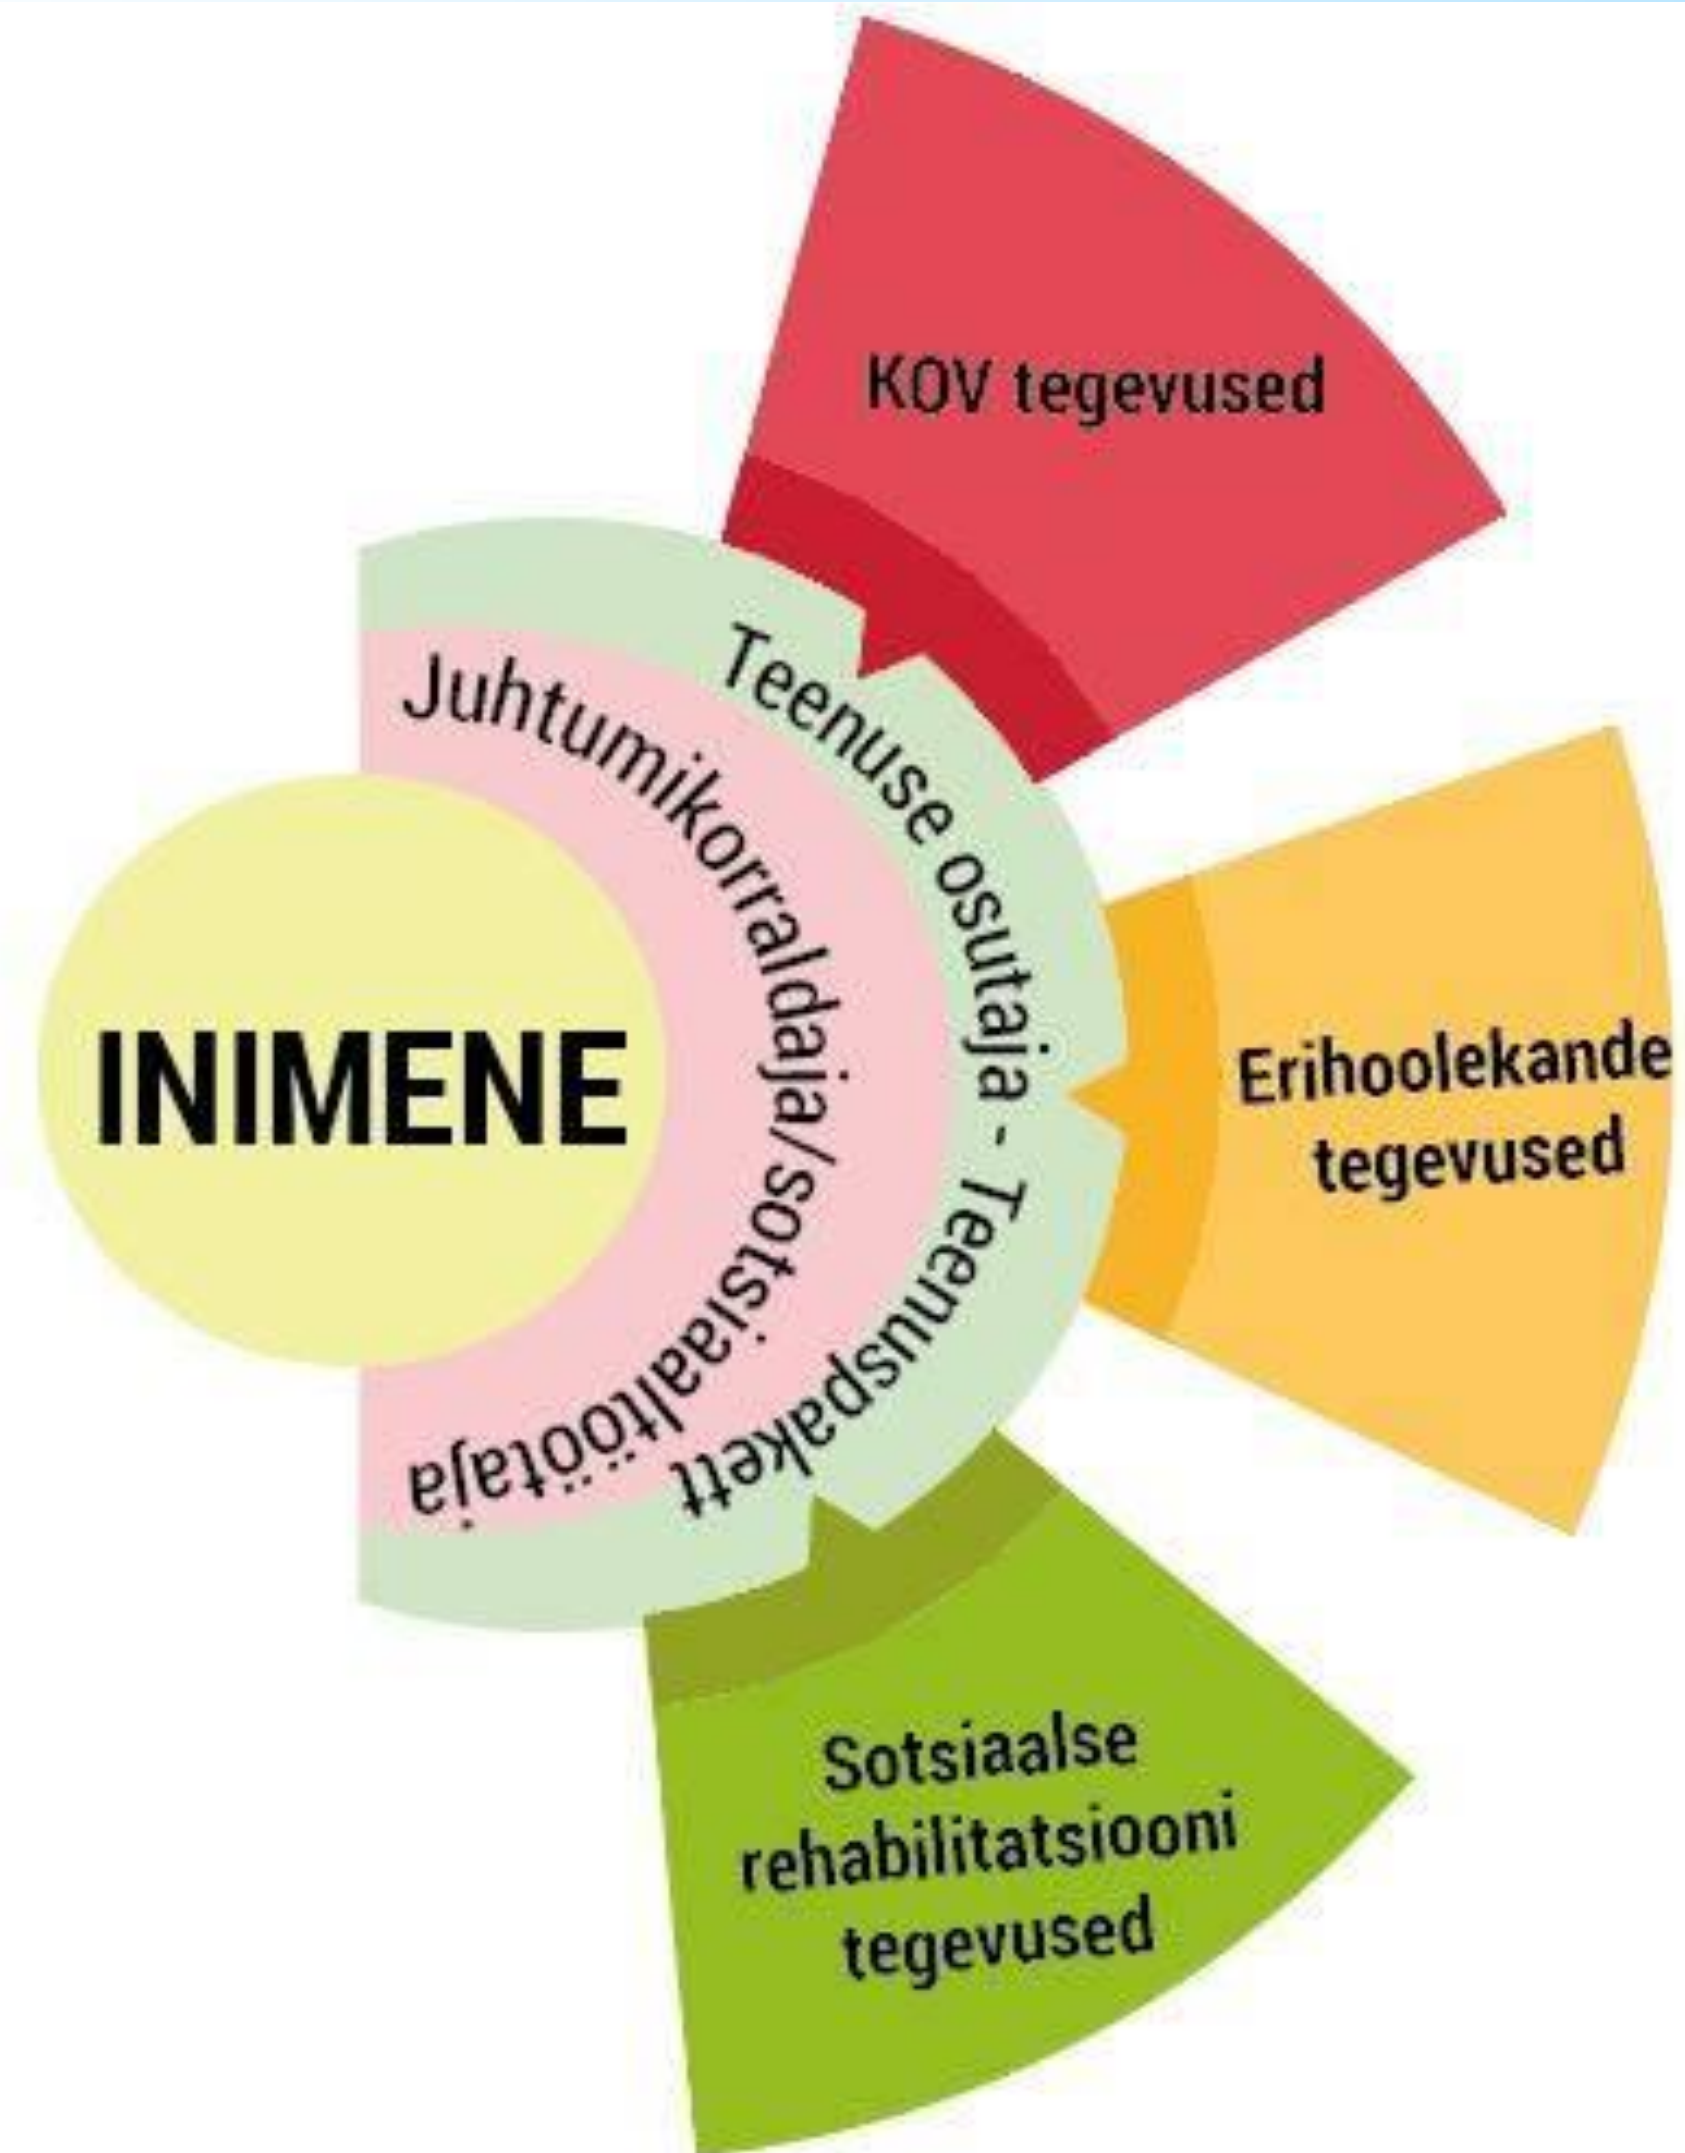 KOV tegevused
Teenuse osutaja - Teenuspakett
Juhtumikorraldaja/sotsiaaltöötaja
INIMENE
Erihoolekande
tegevused
Sotsiaalse
rehabilitatsiooni
tegevused